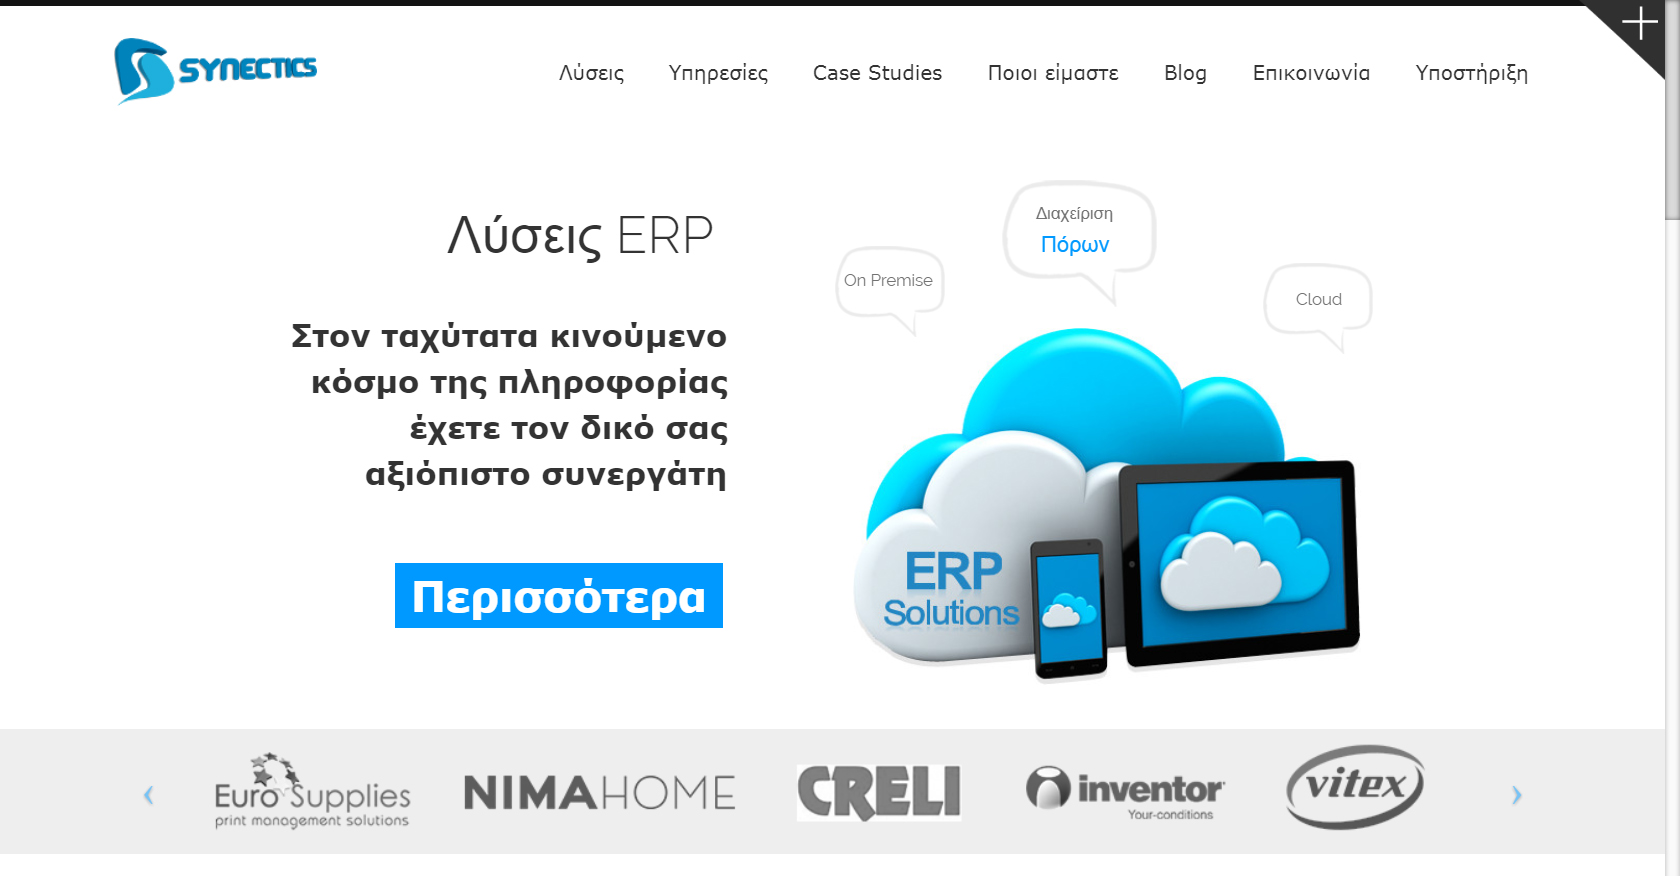 SYNECTICS
Λύσεις Υπηρεσίες Case Studies Ποιοι είμαστε Blog Επικοινωνία Υποστήριξη
Λύσεις ERP
Στον ταχύτατα κινούμενο
κόσμο της πληροφορίας
έχετε τον δικό σας
αξιόπιστο συνεργάτη
Περισσότερα
On Premise
Διαχείριση
Πόρων
Cloud
ERP
Solutions
Euro Supplies
print management solutions
NIMAHOME
CRELI
inventor
Your-conditions
vitex